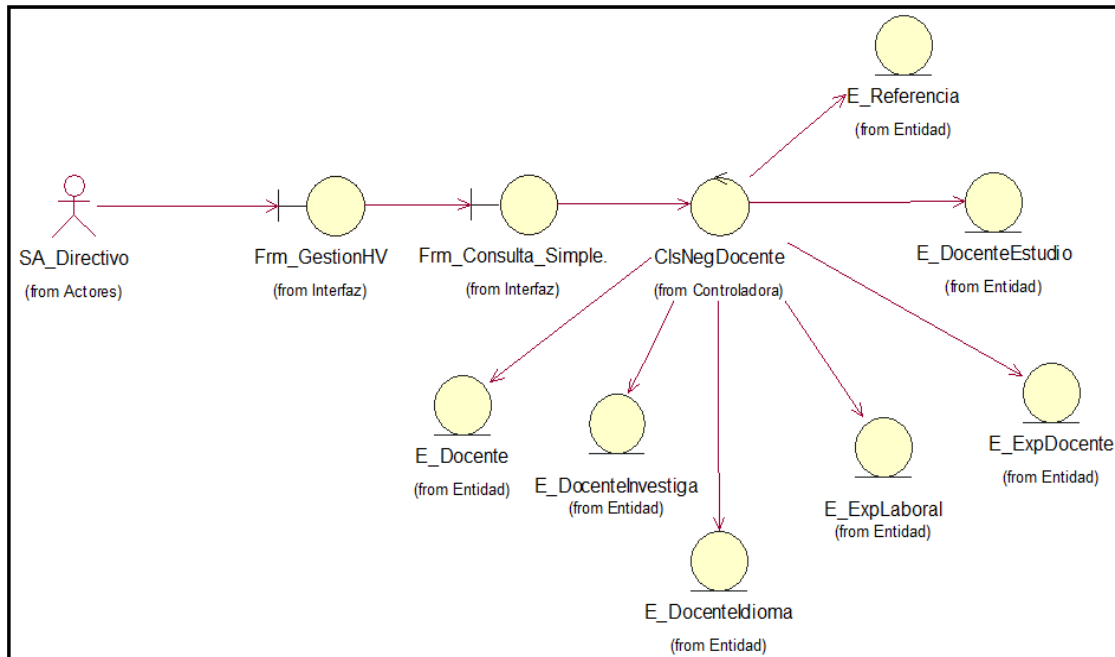 E_Referencia
(from Entidad)
SA_Directivo
(from Actores)
Frm_GestionHV
(from Interfaz)
Frm_Consulta_Simple.
(from Interfaz)
ClsNegDocente
(from Controladora)
E_DocenteEstudio
(from Entidad)
E_Docente
(from Entidad)
E_DocenteInvestiga
(from Entidad)
E_ExpLaboral
(from Entidad)
E_ExpDocente
(from Entidad)
E_DocenteIdioma
(from Entidad)